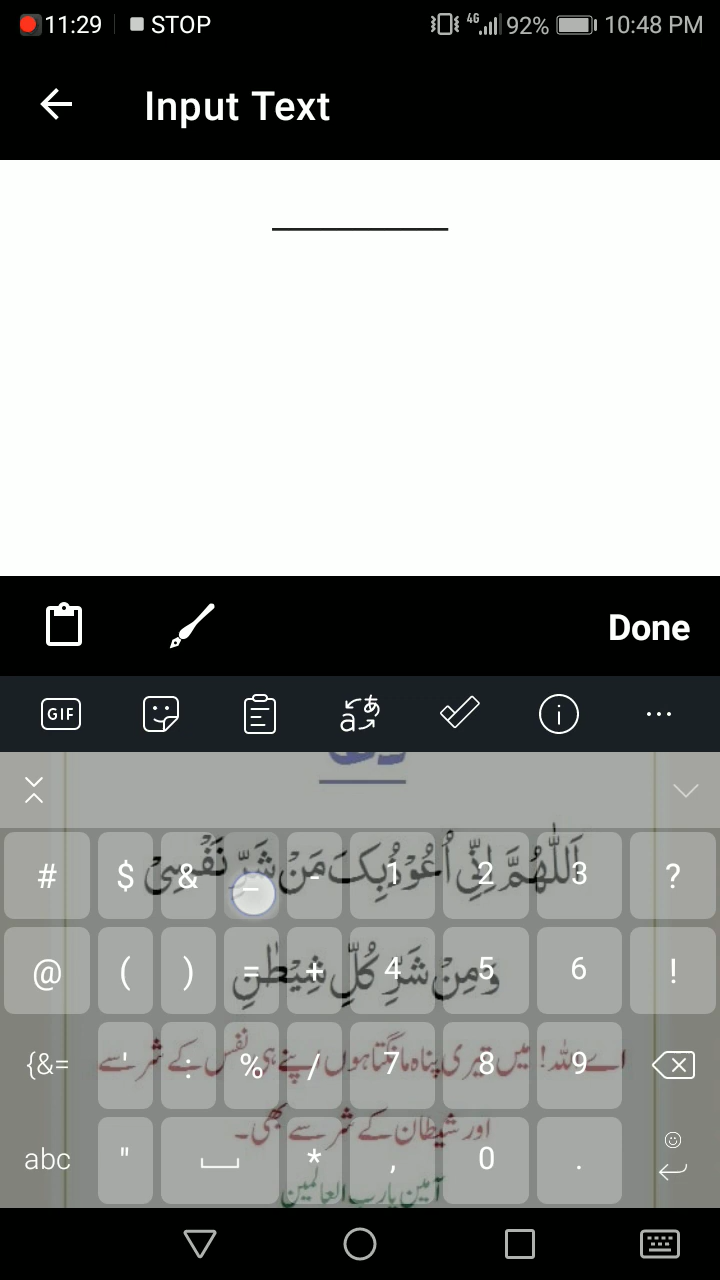 11:29 STOP 4G 92% 10:48 PM
Input Text
Done
GIF
# $ & _ - 1 2 3 ?
اَللّٰهُمَّ اِنِّیْ اُعُوْذُبِکَ مَنْ شَرِّ نَفْسِیْ
@ ( ) = + 4 5 6 !
وَمِنْ شَرِّ کُلِّ شِیْطٰنِ
{&= ' : % / 7 8 9
اے اللہ! میں تیری پناہ مانگتا ہوں اپنے ہی نفس کے شر سے
اور شیطان کے شر سے بھی۔
abc " * , 0 .
آمین یارب العالمین